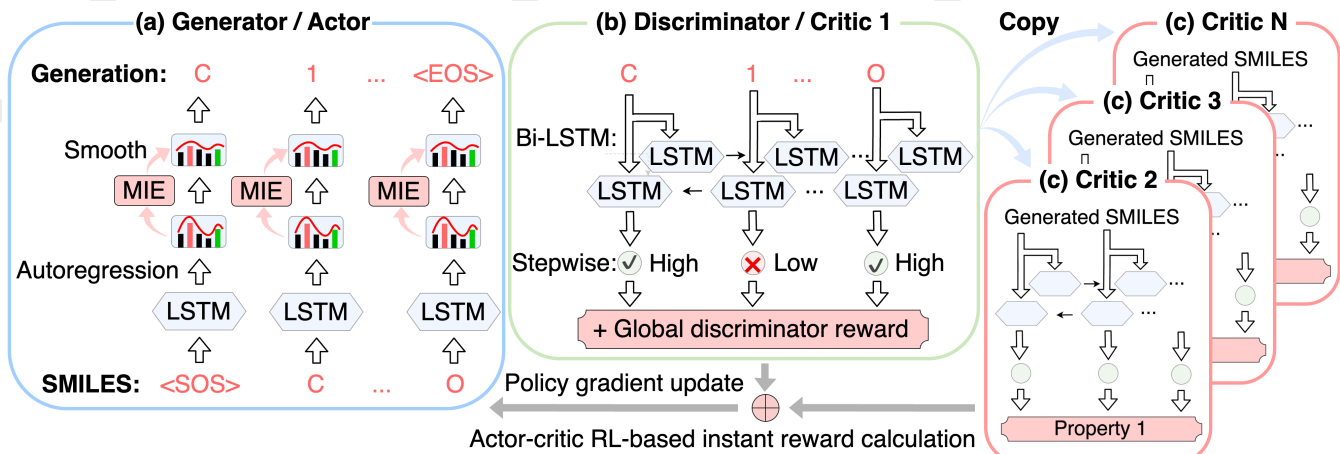 (a) Generator / Actor
Generation: C 1 ... <EOS>
Smooth
MIE MIE MIE
Autoregression
LSTM LSTM LSTM
SMILES: <SOS> C ... O
(b) Discriminator / Critic 1
C 1 ... O
Bi-LSTM:
LSTM LSTM ... LSTM
LSTM LSTM ... LSTM
Stepwise: High Low High
+ Global discriminator reward
Policy gradient update
Actor-critic RL-based instant reward calculation
Copy
(c) Critic N
Generated SMILES
...
(c) Critic 3
Generated SMILES
...
(c) Critic 2
Generated SMILES
...
...
Property 1